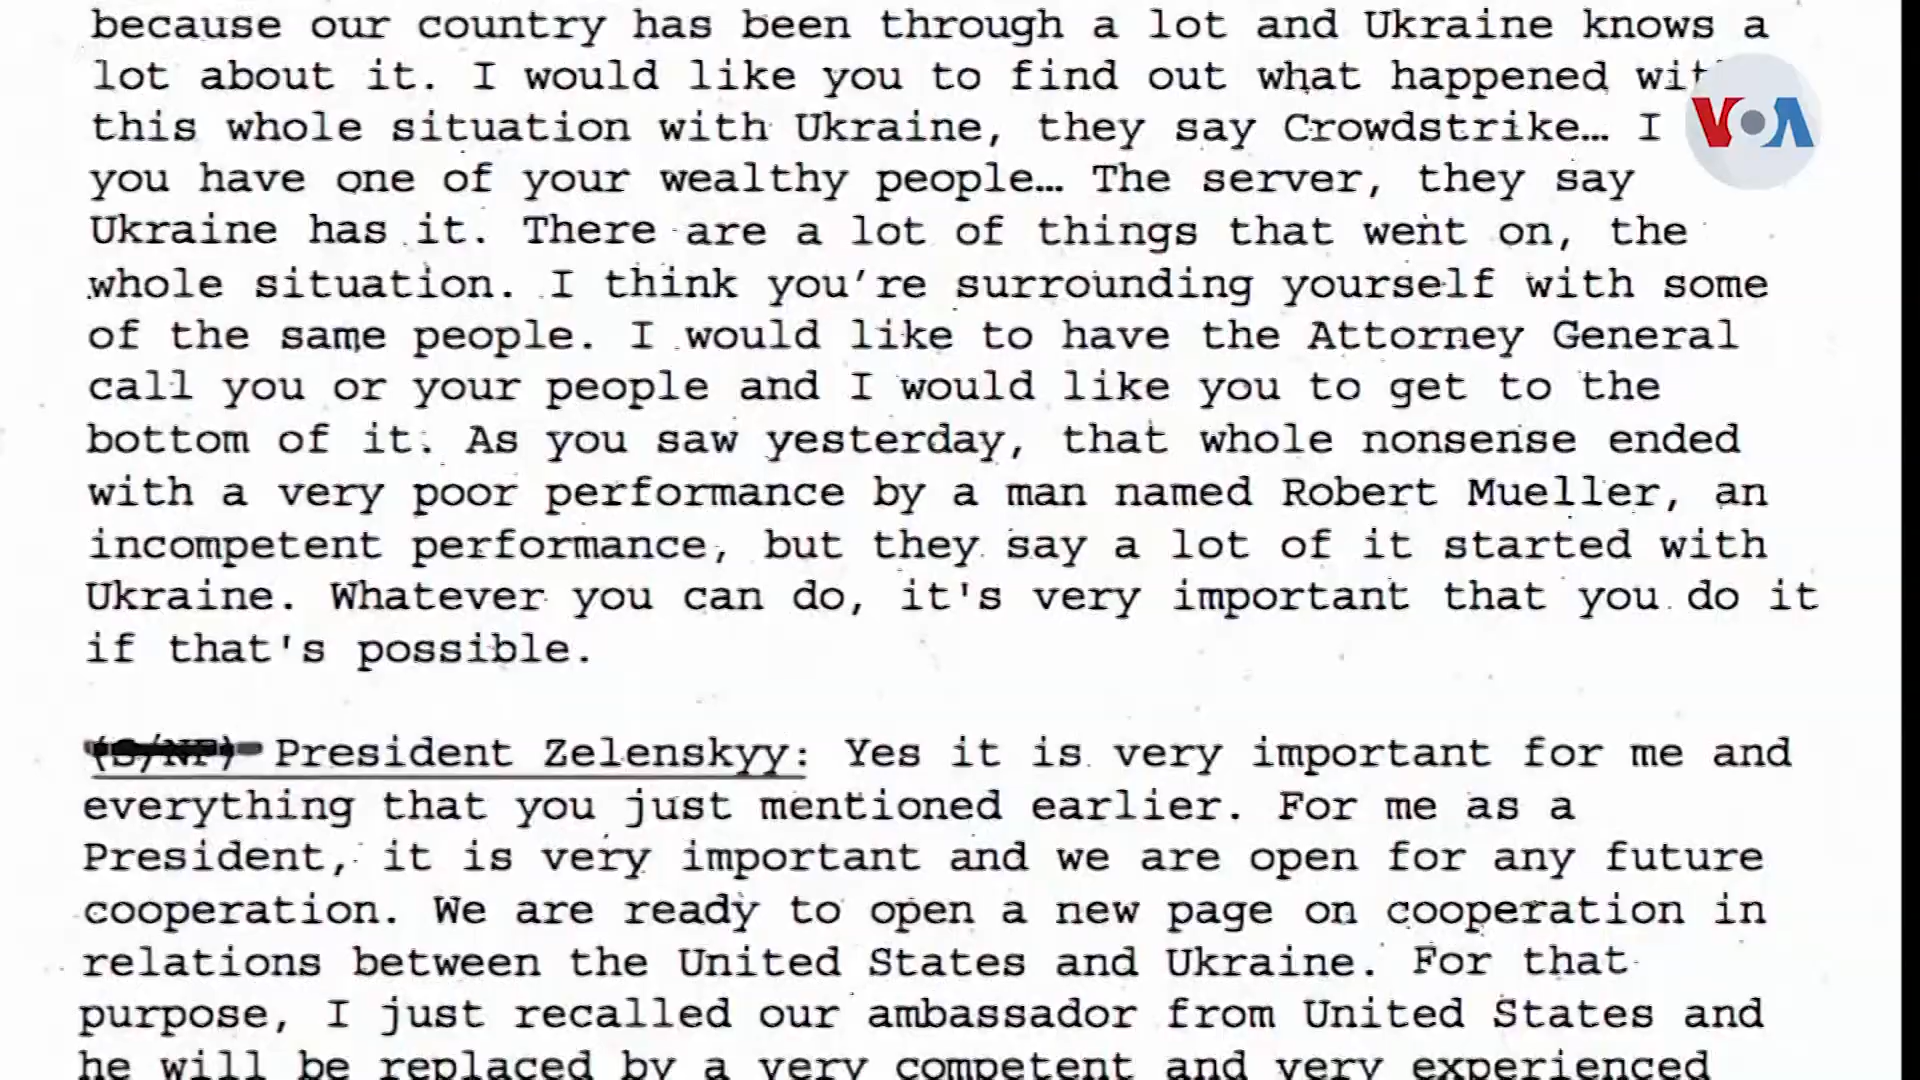 because our country has been through a lot and Ukraine knows a
lot about it. I would like you to find out what happened
this whole situation with Ukraine, they say Crowdstrike… I
you have one of your wealthy people… The server, they say
Ukraine has it. There are a lot of things that went on, the
whole situation. I think you're surrounding yourself with some
of the same people. I would like to have the Attorney General
call you or your people and I would like you to get to the
bottom of it. As you saw yesterday, that whole nonsense ended
with a very poor performance by a man named Robert Mueller, an
incompetent performance, but they say a lot of it started with
Ukraine. Whatever you can do, it's very important that you do it
if that's possible.
(S/NF) President Zelenskyy: Yes it is very important for me and
everything that you just mentioned earlier. For me as a
President, it is very important and we are open for any future
cooperation. We are ready to open a new page on cooperation in
relations between the United States and Ukraine. For that
purpose, I just recalled our ambassador from United States and
he will be replaced by a very competent and very experienced
VOA